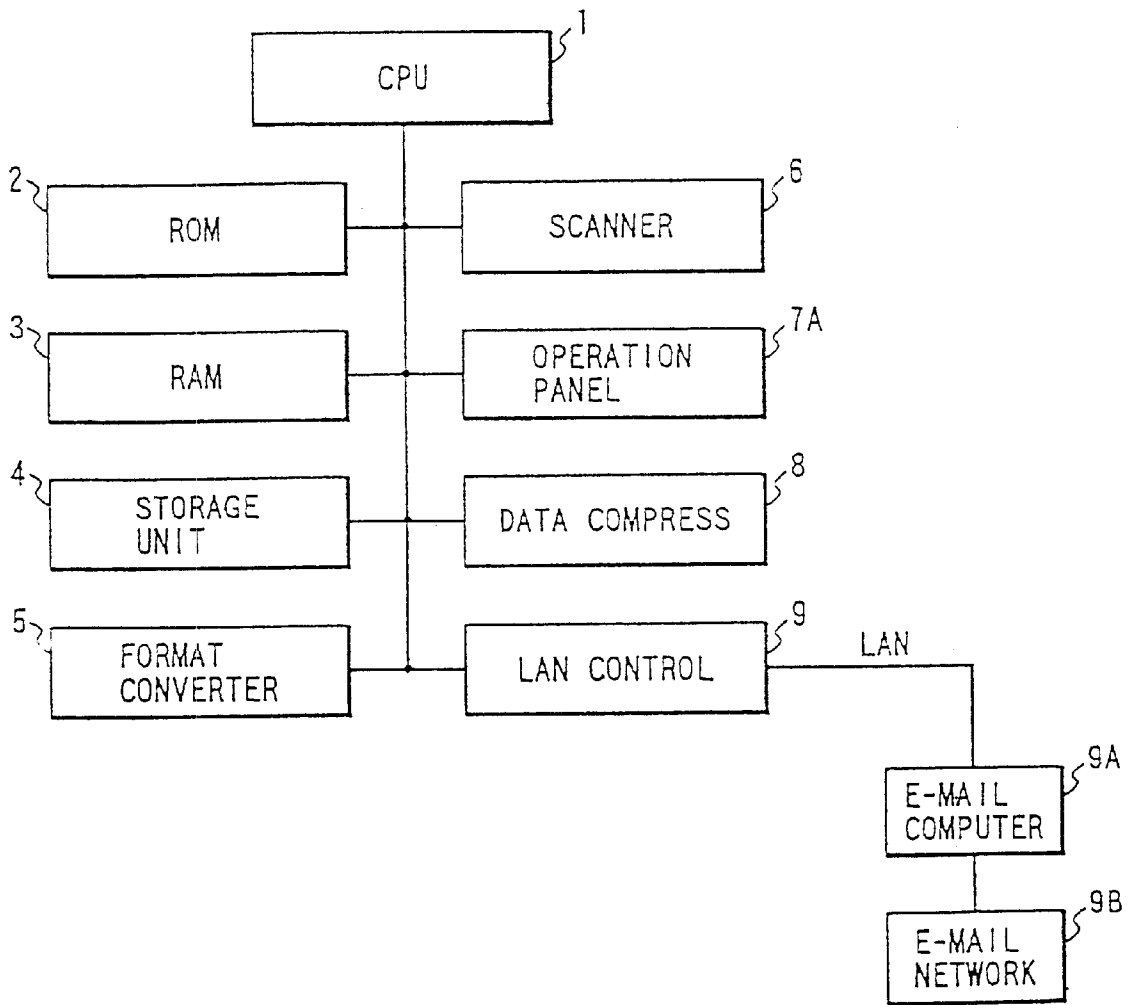 1
CPU
2
ROM
6
SCANNER
3
RAM
7A
OPERATION
PANEL
4
STORAGE
UNIT
8
DATA COMPRESS
5
FORMAT
CONVERTER
9
LAN CONTROL
LAN
9A
E-MAIL
COMPUTER
9B
E-MAIL
NETWORK